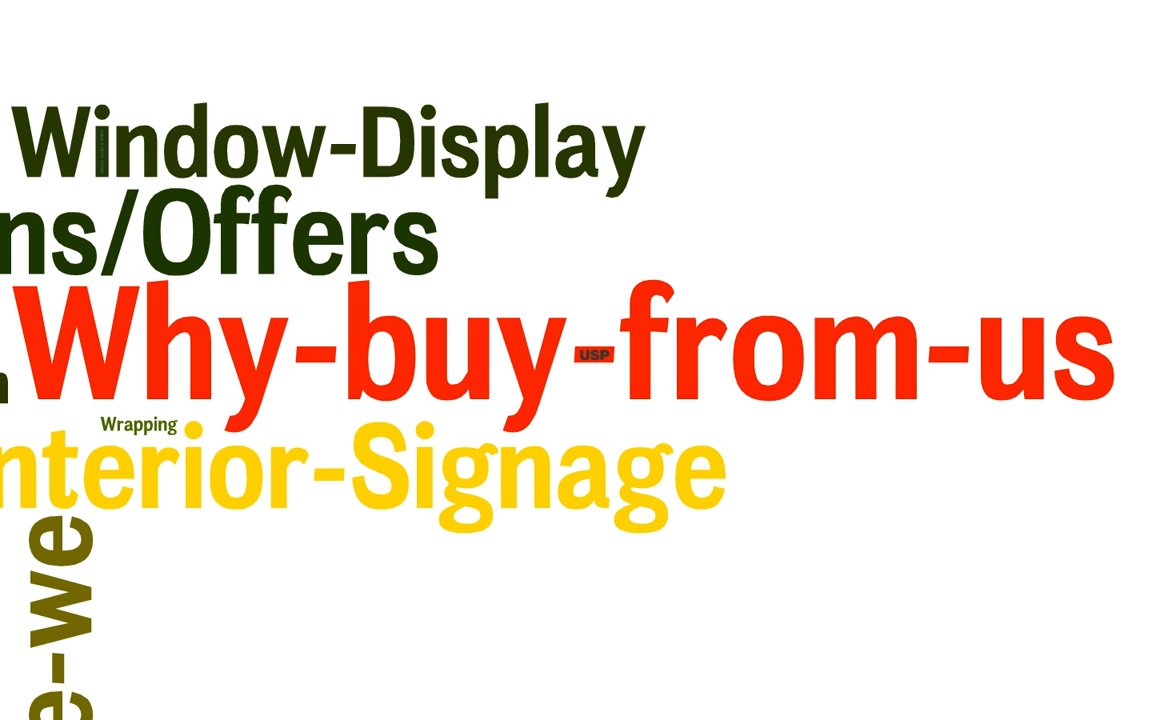 Window-Display
ns/Offers
Why-buy-from-us
USP
Wrapping
nterior-Signage
e-we